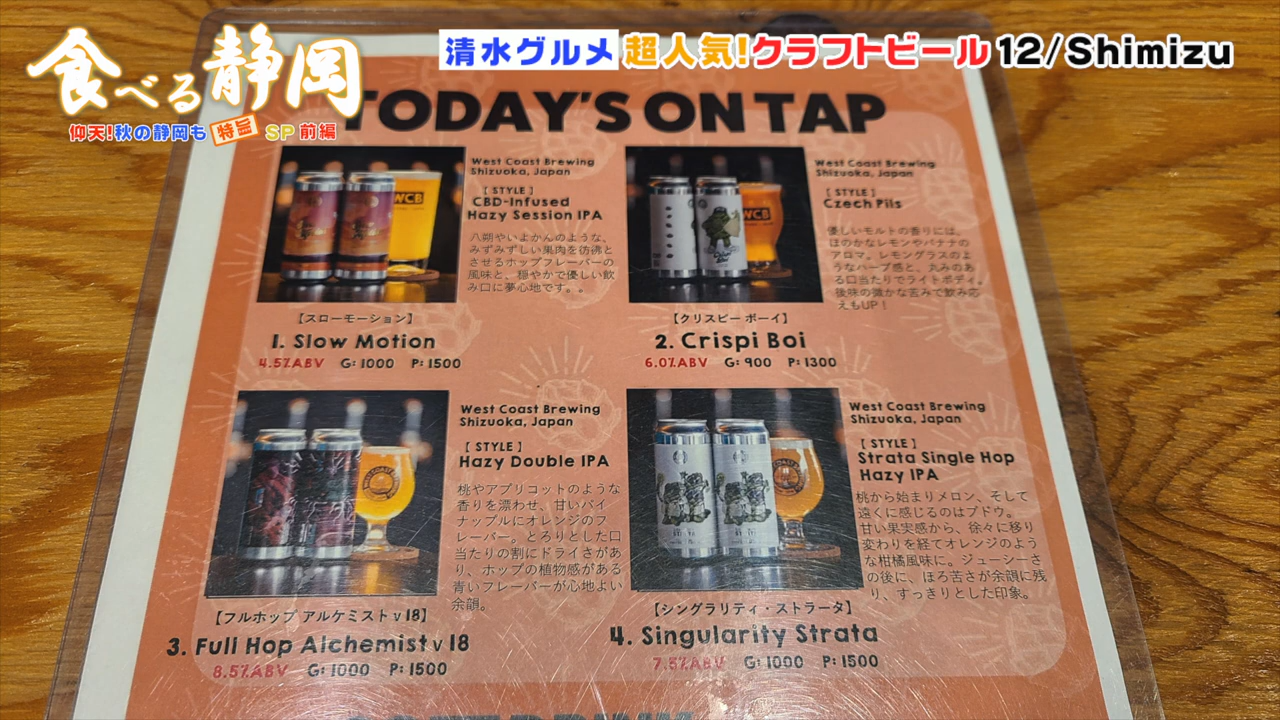 食べる静岡
仰天!秋の静岡も 特旨 SP 前編
清水グルメ 超人気!クラフトビール 12/Shimizu
TODAY'S ON TAP
West Coast Brewing
Shizuoka, Japan
[ STYLE ]
CBD-Infused
Hazy Session IPA
八朔やいよかんのような、
みずみずしい果肉を彷彿と
させるホップフレーバーの
風味と、穏やかで優しい飲
み口に夢心地です。。
【スローモーション】
1. Slow Motion
4.5%ABV G: 1000 P: 1500
West Coast Brewing
Shizuoka, Japan
[ STYLE ]
Czech Pils
優しいモルトの香りには、
ほのかなレモンやバナナの
アロマ。レモングラスのよ
うなハーブ感と、丸みのあ
る口当たりでライトボディ。
後味の微かな苦みで飲み応
えもUP!
【クリスピー ボーイ】
2. Crispi Boi
6.0%ABV G: 900 P: 1300
West Coast Brewing
Shizuoka, Japan
[ STYLE ]
Hazy Double IPA
桃やアプリコットのような
香りを漂わせ、甘いパイ
ナップルにオレンジのフ
レーバー。とろりとした口
当たりの割にドライさがあ
り、ホップの植物感がある
青いフレーバーが心地よい
余韻。
【フルホップ アルケミスト v 18】
3. Full Hop Alchemist v 18
8.5%ABV G: 1000 P: 1500
West Coast Brewing
Shizuoka, Japan
[ STYLE ]
Strata Single Hop
Hazy IPA
桃から始まりメロン、そして
遠くに感じるのはブドウ。
甘い果実感から、徐々に移り
変わりを経てオレンジのよう
な柑橘風味に。ジューシーさ
の後に、ほろ苦さが余韻に残
り、すっきりとした印象。
【シングラリティ・ストラータ】
4. Singularity Strata
7.5%ABV G: 1000 P: 1500
WCB
WCB